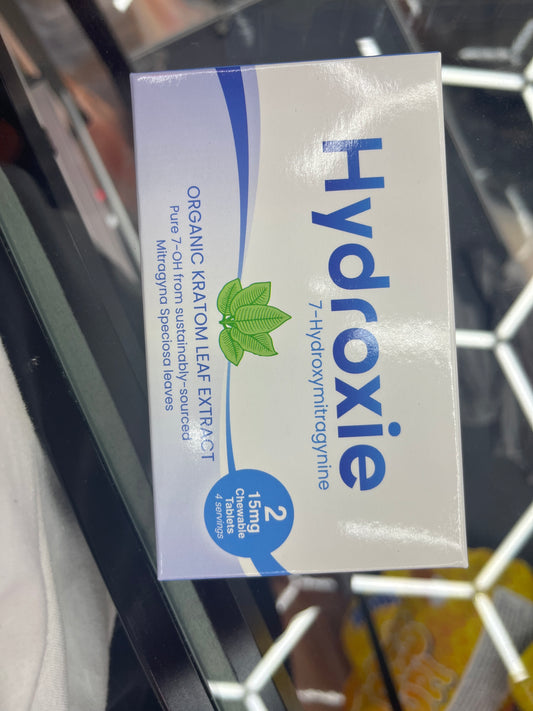 Hydroxie
7-Hydroxymitragynine
ORGANIC KRATOM LEAF EXTRACT
Pure 7-OH from sustainably-sourced
Mitragyna Speciosa leaves
2
15mg
Chewable
Tablets
4 servings